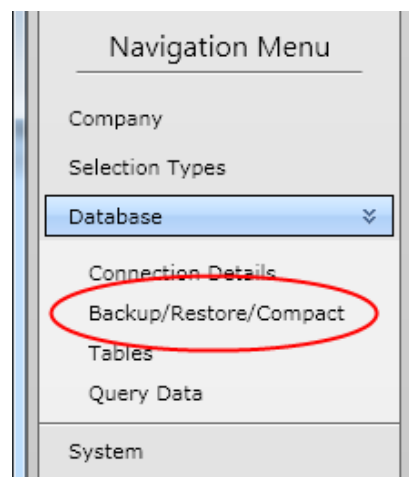 Navigation Menu
Company
Selection Types
Database
Connection Details
Backup/Restore/Compact
Tables
Query Data
System